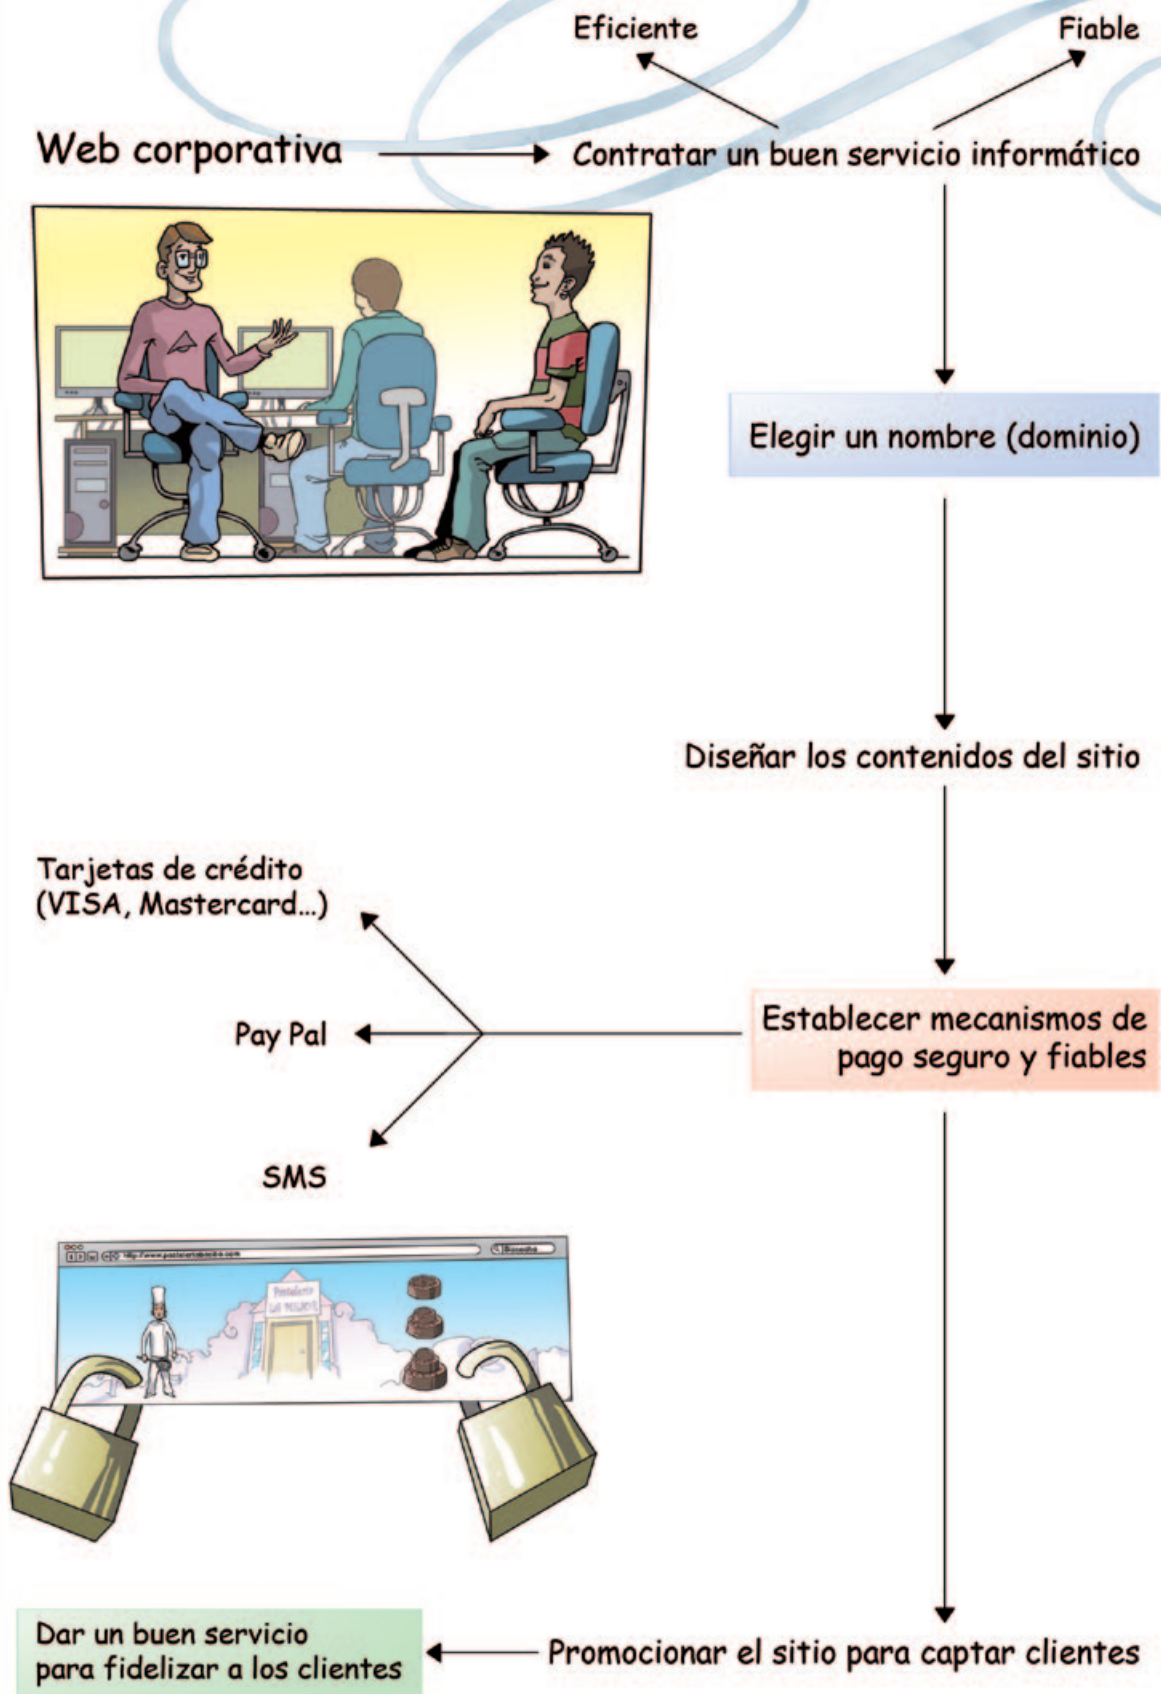 Eficiente
Fiable
Web corporativa
Contratar un buen servicio informático
Elegir un nombre (dominio)
Diseñar los contenidos del sitio
Tarjetas de crédito
(VISA, Mastercard...)
Pay Pal
Establecer mecanismos de
pago seguro y fiables
SMS
Pastelería
Dar un buen servicio
para fidelizar a los clientes
Promocionar el sitio para captar clientes